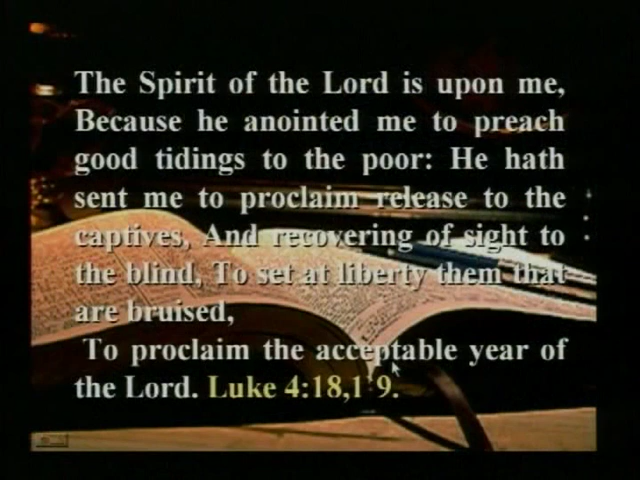 The Spirit of the Lord is upon me,
Because he anointed me to preach
good tidings to the poor: He hath
sent me to proclaim release to the
captives, And recovering of sight to
the blind, To set at liberty them that
are bruised,
To proclaim the acceptable year of
the Lord. Luke 4:18,19.